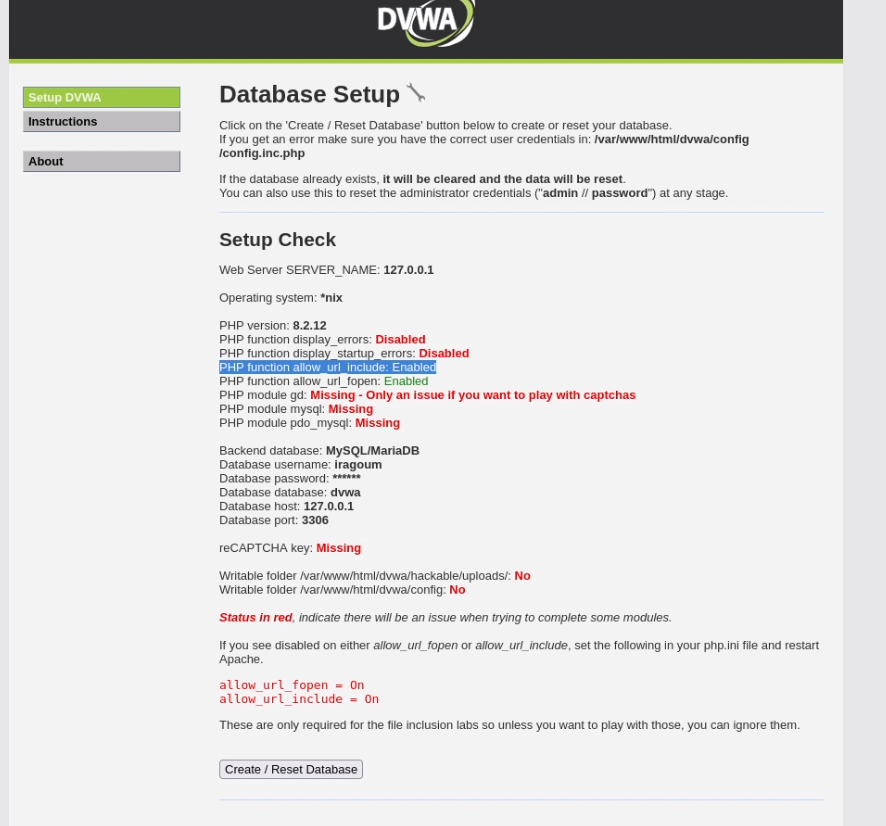 DVWA
Setup DVWA
Instructions
About
Database Setup
Click on the 'Create / Reset Database' button below to create or reset your database.
If you get an error make sure you have the correct user credentials in: /var/www/html/dvwa/config
/config.inc.php
If the database already exists, it will be cleared and the data will be reset.
You can also use this to reset the administrator credentials ("admin // password") at any stage.
Setup Check
Web Server SERVER_NAME: 127.0.0.1
Operating system: *nix
PHP version: 8.2.12
PHP function display_errors: Disabled
PHP function display_startup_errors: Disabled
PHP function allow_url_include: Enabled
PHP function allow_url_fopen: Enabled
PHP module gd: Missing - Only an issue if you want to play with captchas
PHP module mysql: Missing
PHP module pdo_mysql: Missing
Backend database: MySQL/MariaDB
Database username: iragoum
Database password: ******
Database database: dvwa
Database host: 127.0.0.1
Database port: 3306
reCAPTCHA key: Missing
Writable folder /var/www/html/dvwa/hackable/uploads/: No
Writable folder /var/www/html/dvwa/config: No
Status in red, indicate there will be an issue when trying to complete some modules.
If you see disabled on either allow_url_fopen or allow_url_include, set the following in your php.ini file and restart
Apache.
allow_url_fopen = On
allow_url_include = On
These are only required for the file inclusion labs so unless you want to play with those, you can ignore them.
Create / Reset Database